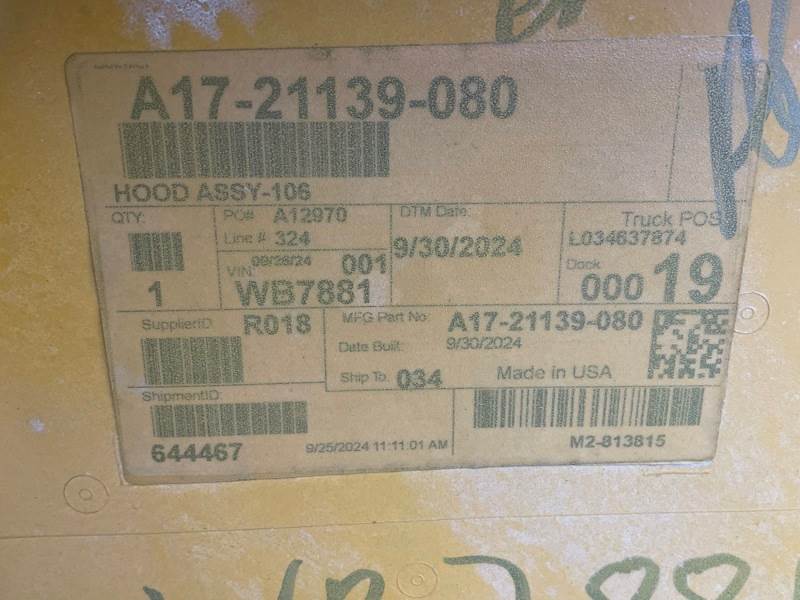 A17-21139-080
HOOD ASSY-106
QTY:
1
PO# A12970
Line # 324
09/28/24
001
VIN:
WB7881
DTM Date:
9/30/2024
Truck POS
L034637874
Dock
000 19
SupplierID
R018
MFG Part No:
A17-21139-080
Date Built:
9/30/2024
Ship To:
034
Made in USA
ShipmentID:
644467
9/25/2024 11:11:01 AM
M2-813815